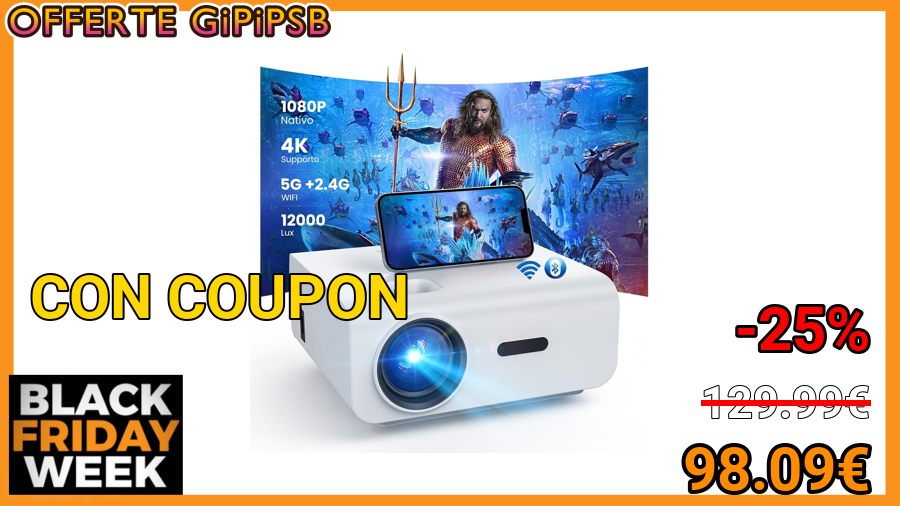 OFFERTE GiPiPSB
1080P
Nativo
4K
Supporto
5G +2.4G
WIFI
12000
Lux
CON COUPON
-25%
129.99€
98.09€
BLACK
FRIDAY
WEEK